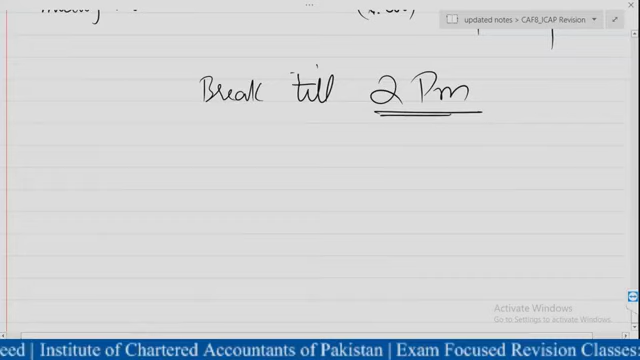 updated notes > CAF8_ICAP Revision
Break till 2 Pm
Activate Windows
Go to Settings to Activate Windows.
eed | Institute of Chartered Accountants of Pakistan | Exam Focused Revision Classes